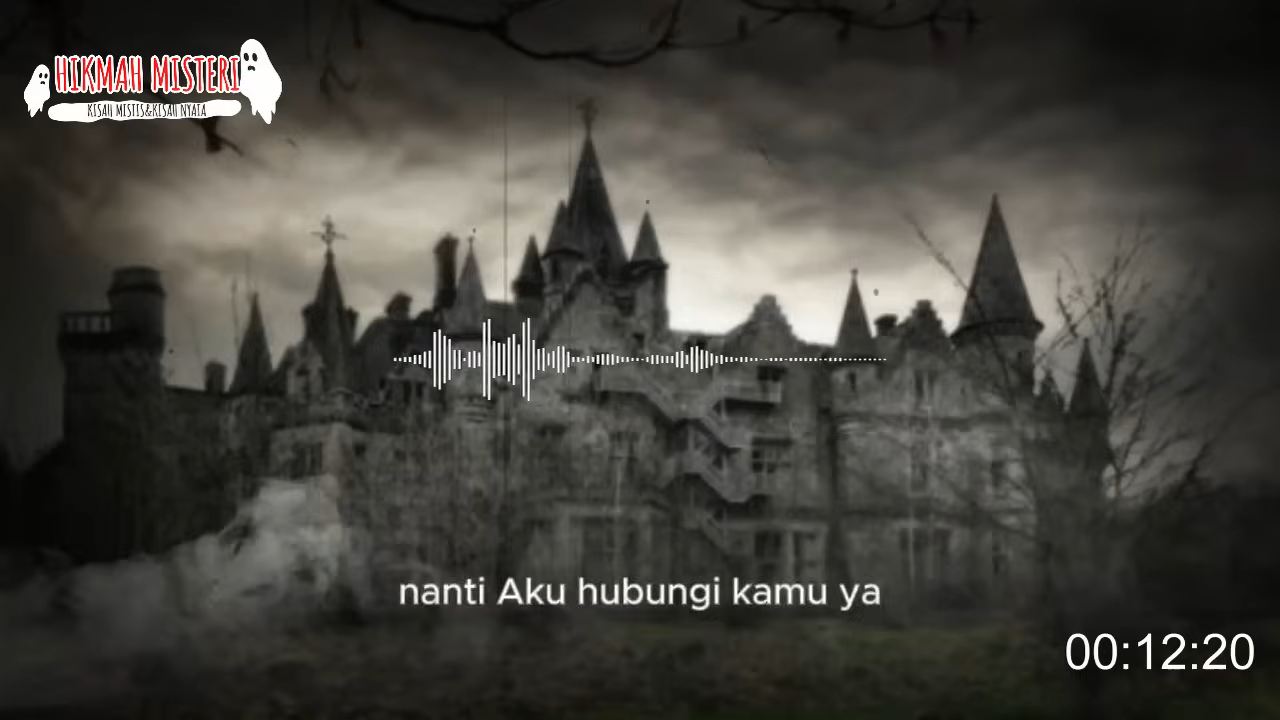 HIKMAH MISTERI
KISAH MISTIS&KISAH NYATA
nanti Aku hubungi kamu ya
00:12:20